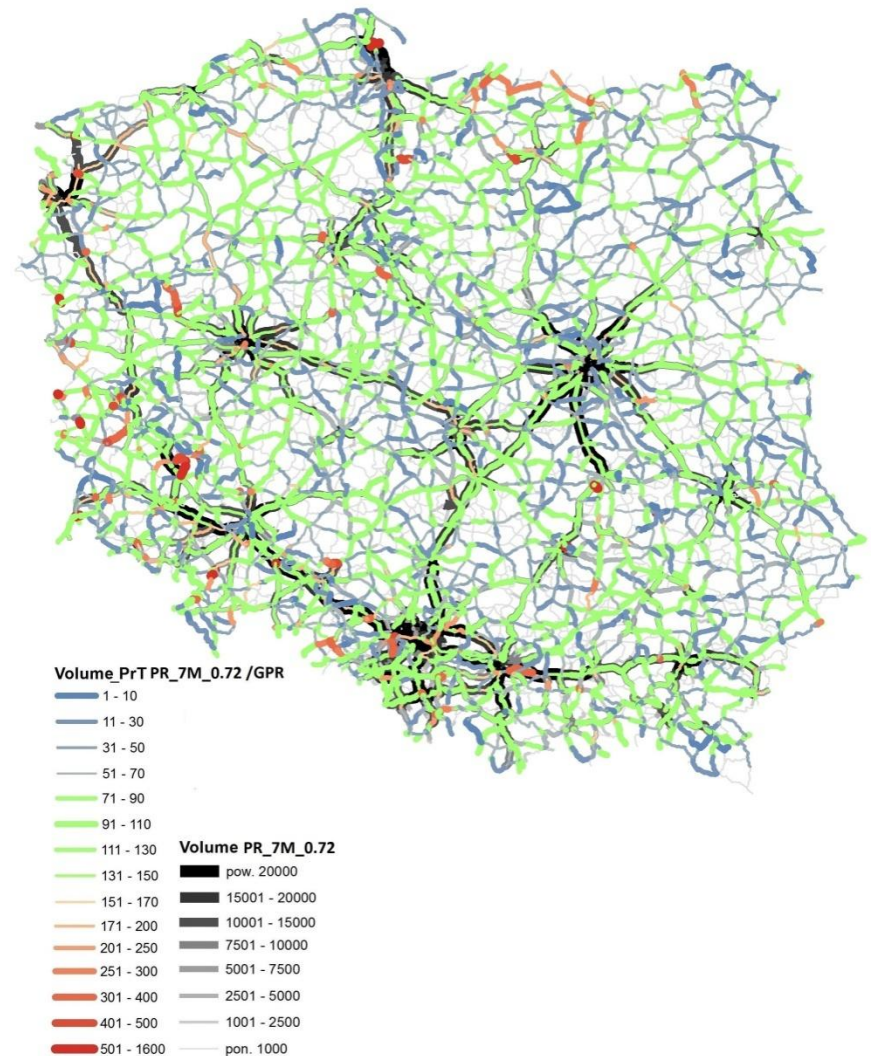 Volume_PrT PR_7M_0.72 /GPR
1 - 10
11 - 30
31 - 50
51 - 70
71 - 90
91 - 110
111 - 130
131 - 150
151 - 170
171 - 200
201 - 250
251 - 300
301 - 400
401 - 500
501 - 1600
Volume PR_7M_0.72
pow. 20000
15001 - 20000
10001 - 15000
7501 - 10000
5001 - 7500
2501 - 5000
1001 - 2500
pon. 1000